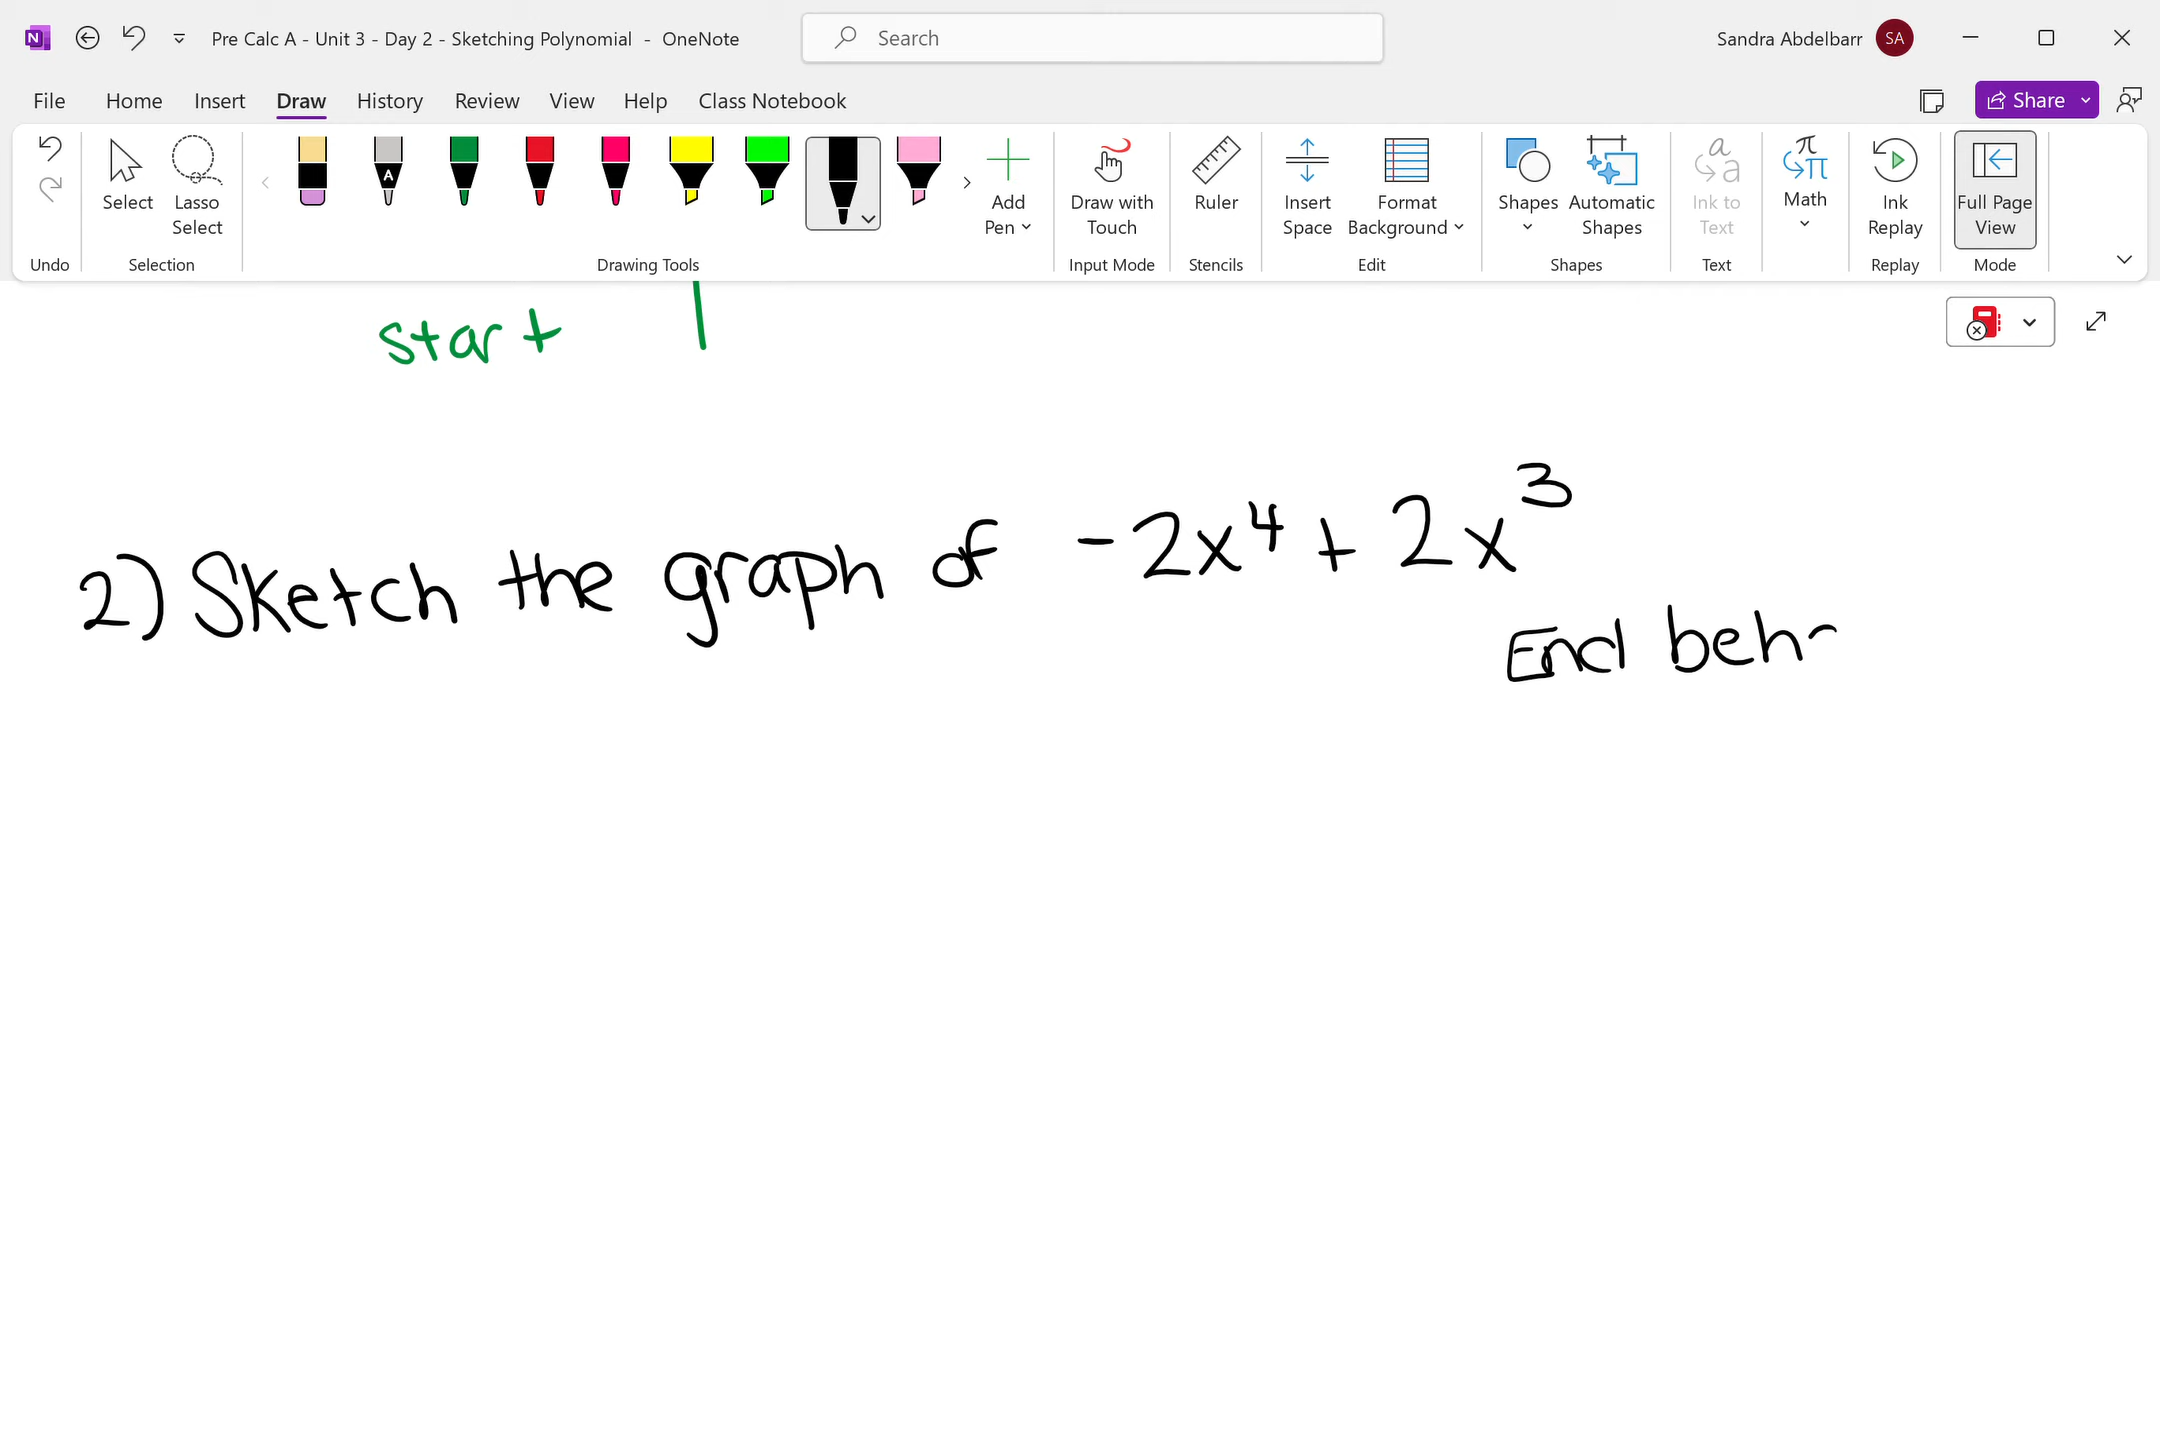 Pre Calc A - Unit 3 - Day 2 - Sketching Polynomial - OneNote
Search
Sandra Abdelbarr SA
File Home Insert Draw History Review View Help Class Notebook Share
Select Lasso Select Add Pen Draw with Touch Ruler Insert Space Format Background Shapes Automatic Shapes Ink to Text Math Ink Replay Full Page View
Undo Selection Drawing Tools Input Mode Stencils Edit Shapes Text Replay Mode
start
2) Sketch the graph of -2x⁴ + 2x³
End beh